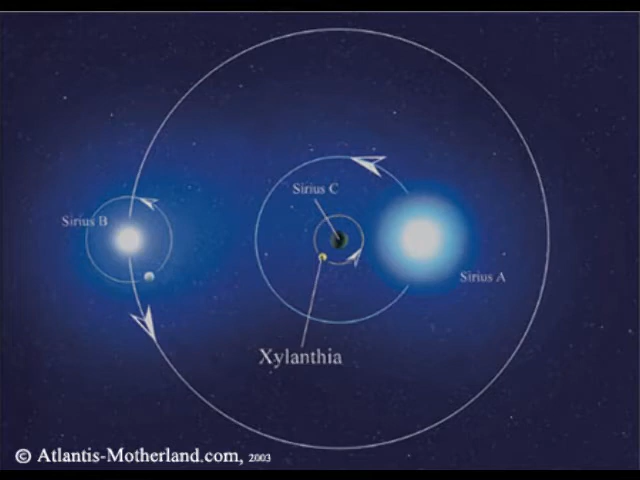 Sirius C
Sirius B
Sirius A
Xylanthia
© Atlantis-Motherland.com, 2003